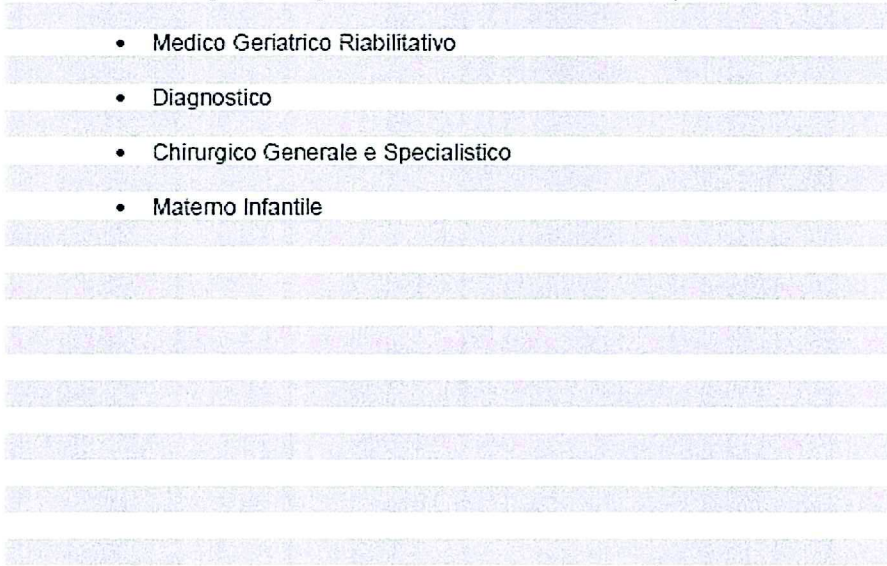 • Medico Geriatrico Riabilitativo
• Diagnostico
• Chirurgico Generale e Specialistico
• Materno Infantile